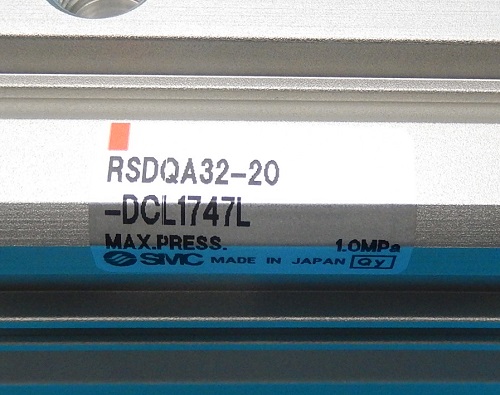 RSDQA32-20
-DCL1747L
MAX.PRESS. 1.0MPa
SMC MADE IN JAPAN Qy